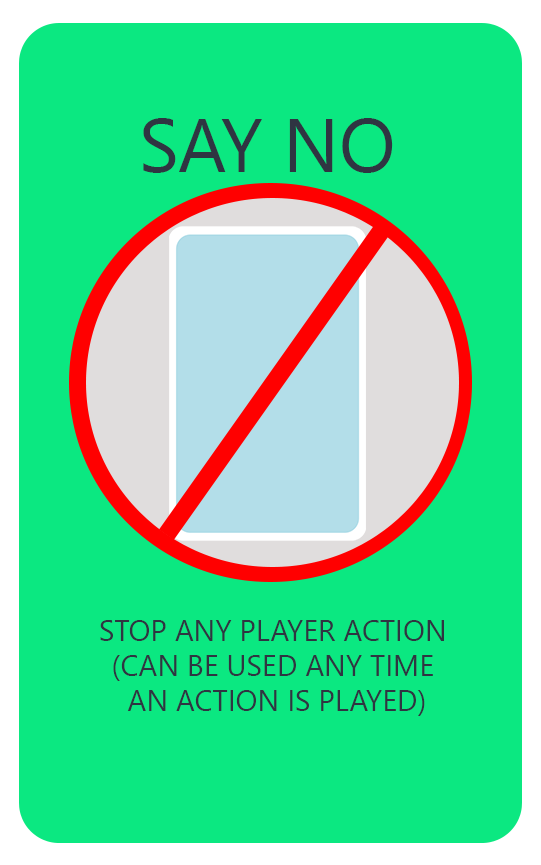 SAY NO
STOP ANY PLAYER ACTION
(CAN BE USED ANY TIME
AN ACTION IS PLAYED)